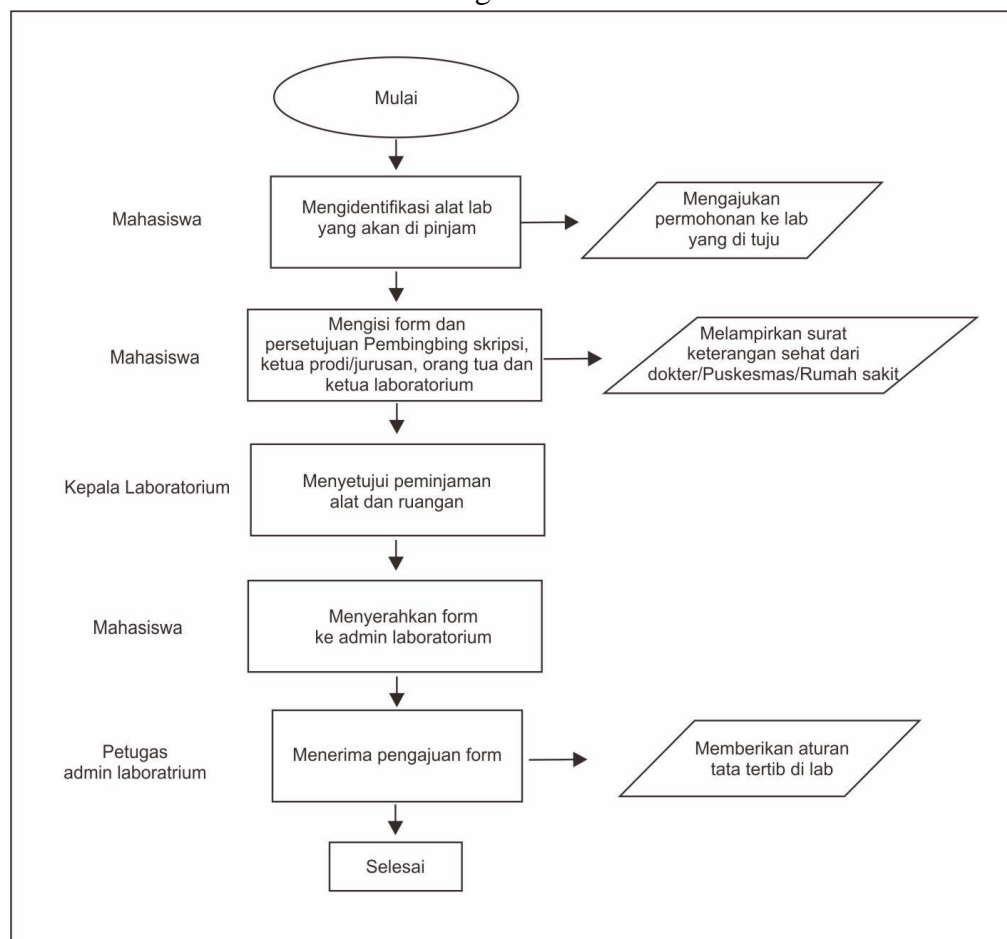 Mulai
Mahasiswa
Mengidentifikasi alat lab
yang akan di pinjam
Mengajukan
permohonan ke lab
yang di tuju
Mahasiswa
Mengisi form dan
persetujuan Pembingbing skripsi,
ketua prodi/jurusan, orang tua dan
ketua laboratorium
Melampirkan surat
keterangan sehat dari
dokter/Puskesmas/Rumah sakit
Kepala Laboratorium
Menyetujui peminjaman
alat dan ruangan
Mahasiswa
Menyerahkan form
ke admin laboratorium
Petugas
admin laboratrium
Menerima pengajuan form
Memberikan aturan
tata tertib di lab
Selesai